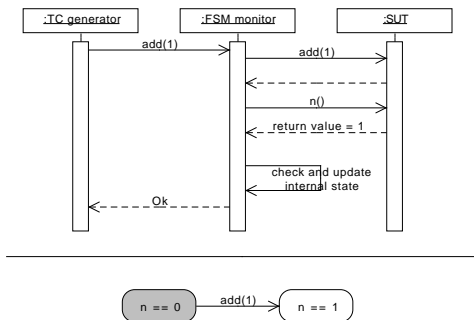 :TC generator
:FSM monitor
:SUT
add(1)
add(1)
n()
return value = 1
check and update
internal state
Ok
n == 0
add(1)
n == 1